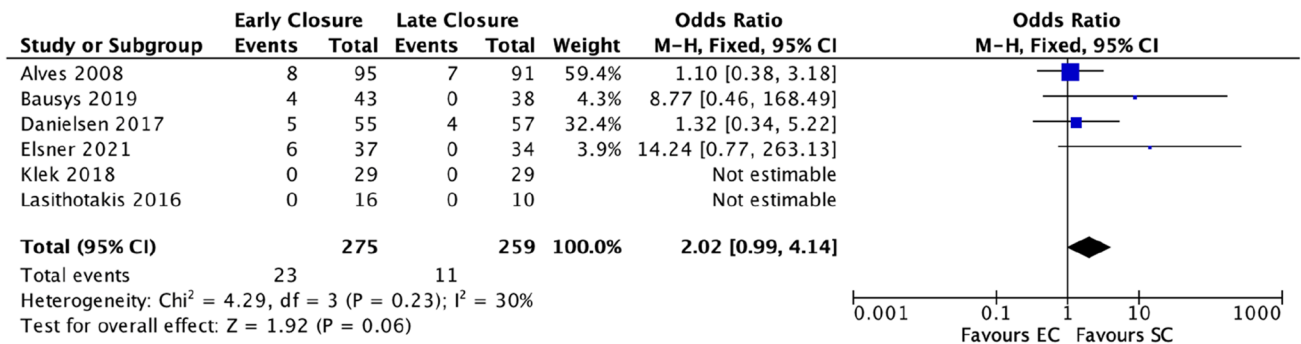 Early Closure Late Closure Odds Ratio Odds Ratio
Study or Subgroup Events Total Events Total Weight M-H, Fixed, 95% CI M-H, Fixed, 95% CI
Alves 2008 8 95 7 91 59.4% 1.10 [0.38, 3.18]
Bausys 2019 4 43 0 38 4.3% 8.77 [0.46, 168.49]
Danielsen 2017 5 55 4 57 32.4% 1.32 [0.34, 5.22]
Elsner 2021 6 37 0 34 3.9% 14.24 [0.77, 263.13]
Klek 2018 0 29 0 29 Not estimable
Lasithotakis 2016 0 16 0 10 Not estimable
Total (95% CI) 275 259 100.0% 2.02 [0.99, 4.14]
Total events 23 11
Heterogeneity: Chi² = 4.29, df = 3 (P = 0.23); I² = 30%
Test for overall effect: Z = 1.92 (P = 0.06)
0.001 0.1 1 10 1000
Favours EC Favours SC